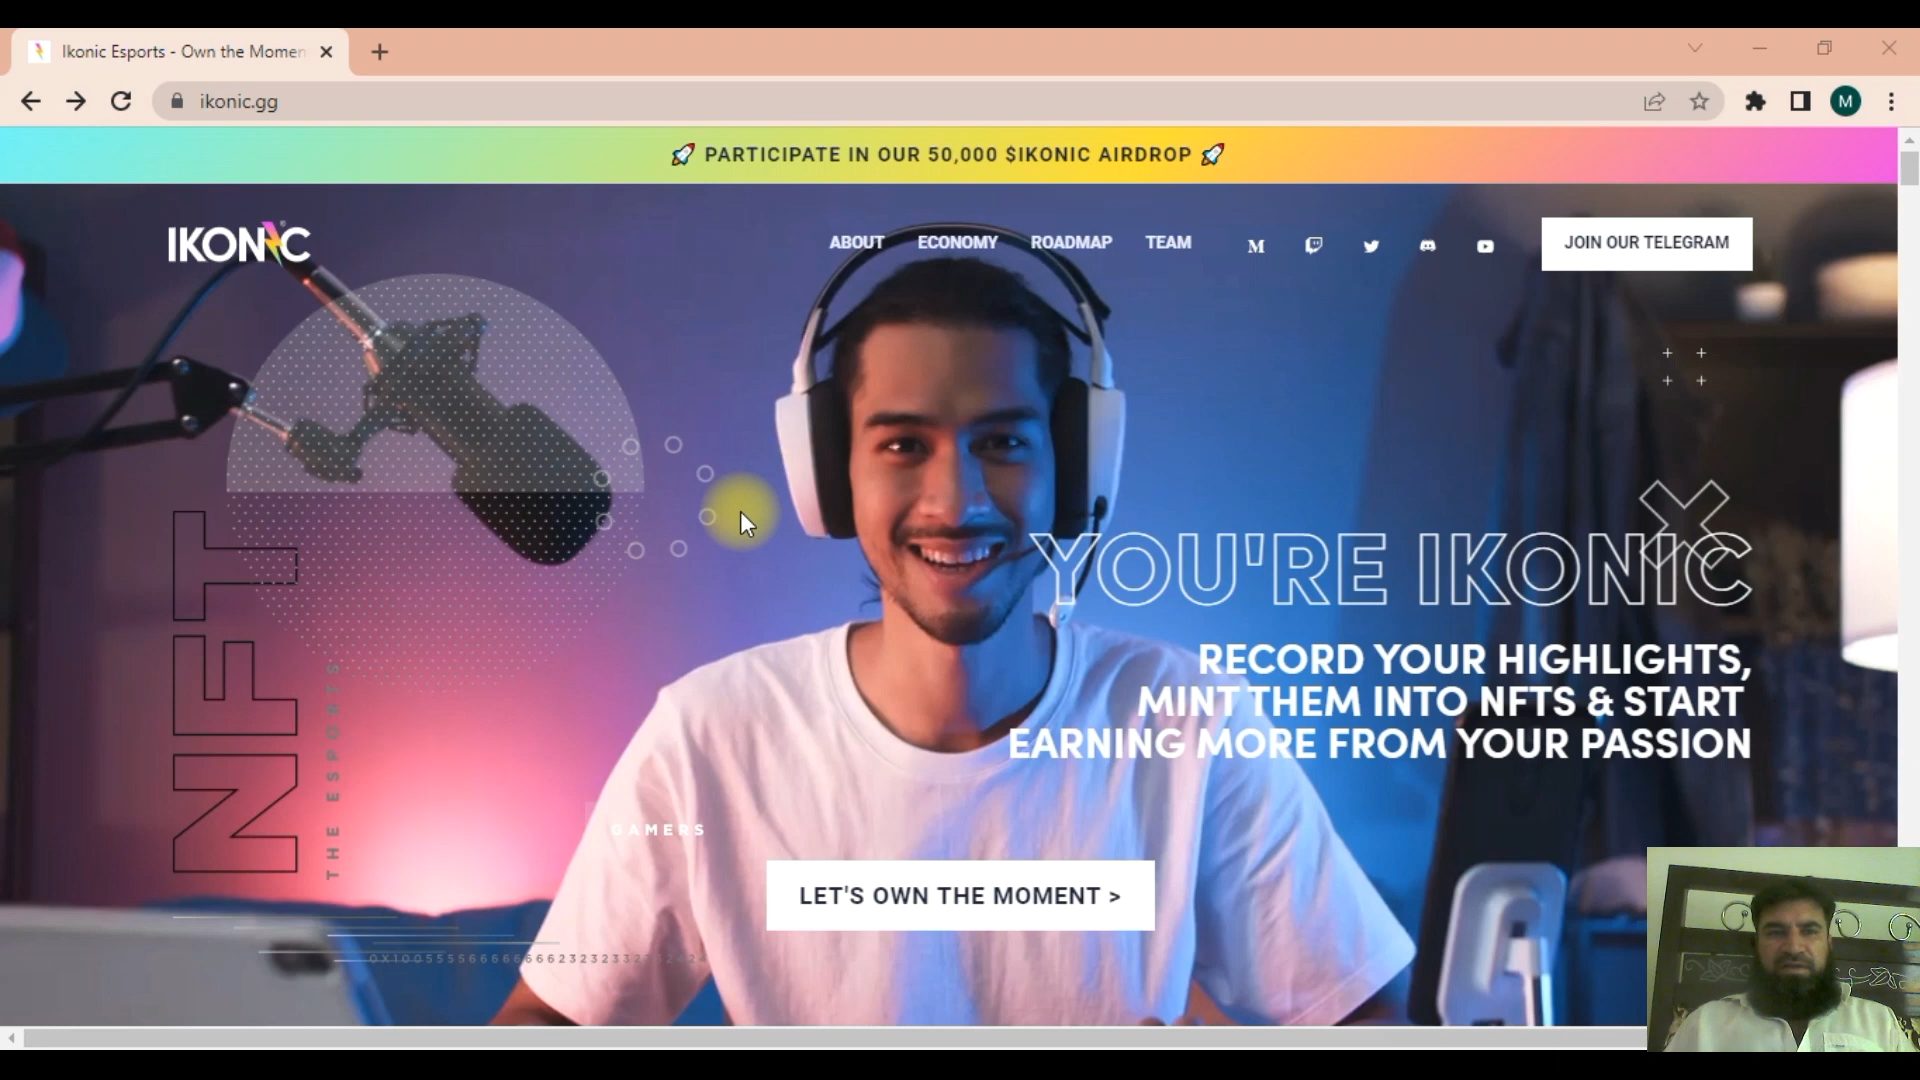 Ikonic Esports - Own the Momen
ikonic.gg
M
🚀 PARTICIPATE IN OUR 50,000 $IKONIC AIRDROP 🚀
IKONIC
ABOUT ECONOMY ROADMAP TEAM
JOIN OUR TELEGRAM
YOU'RE IKONIC
RECORD YOUR HIGHLIGHTS,
MINT THEM INTO NFTS & START
EARNING MORE FROM YOUR PASSION
NFT
THE ESPORTS
GAMERS
LET'S OWN THE MOMENT >